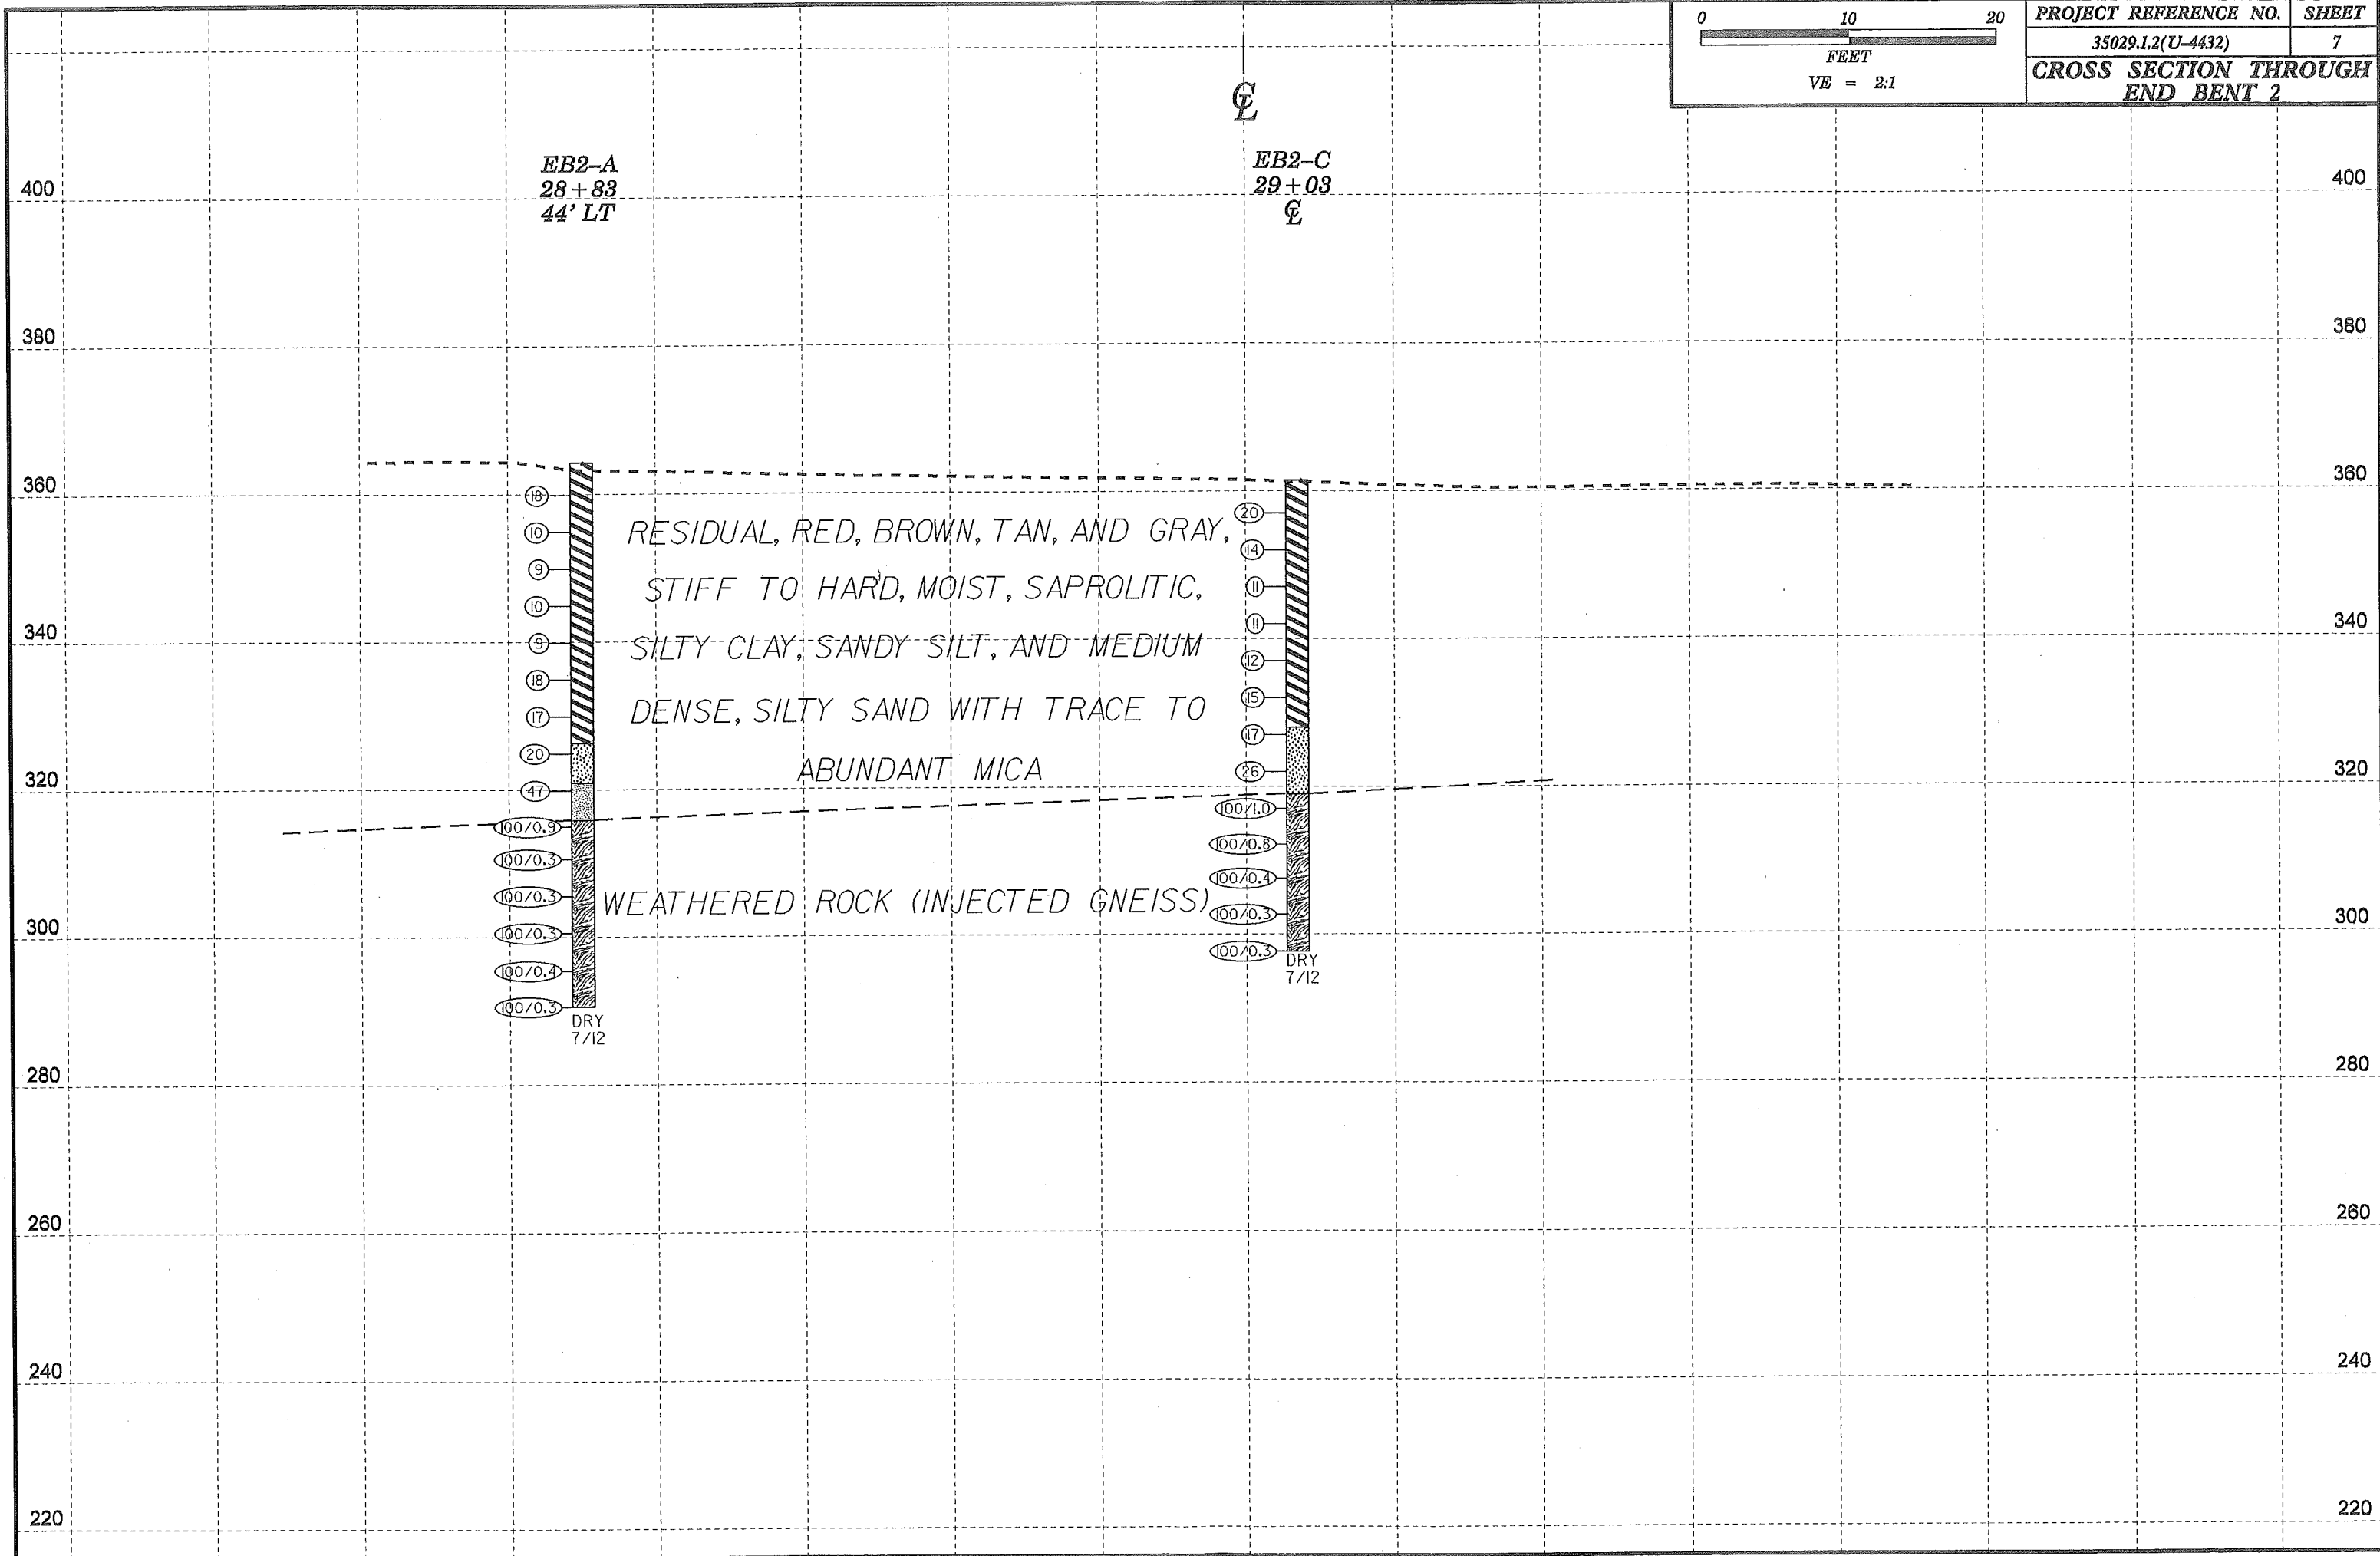 0 10 20
FEET
VE = 2:1
PROJECT REFERENCE NO. SHEET
35029.1.2(U-4432) 7
CROSS SECTION THROUGH
END BENT 2
℄
EB2-A
28+83
44' LT
EB2-C
29+03
℄
400 400
380 380
360 360
340 340
320 320
300 300
280 280
260 260
240 240
220 220
18
10
9
10
9
18
17
20
47
100/0.9
100/0.3
100/0.3
100/0.3
100/0.4
100/0.3
DRY
7/12
RESIDUAL, RED, BROWN, TAN, AND GRAY,
STIFF TO HARD, MOIST, SAPROLITIC,
SILTY CLAY, SANDY SILT, AND MEDIUM
DENSE, SILTY SAND WITH TRACE TO
ABUNDANT MICA
WEATHERED ROCK (INJECTED GNEISS)
20
14
11
11
12
15
17
26
100/1.0
100/0.8
100/0.4
100/0.3
100/0.3
DRY
7/12